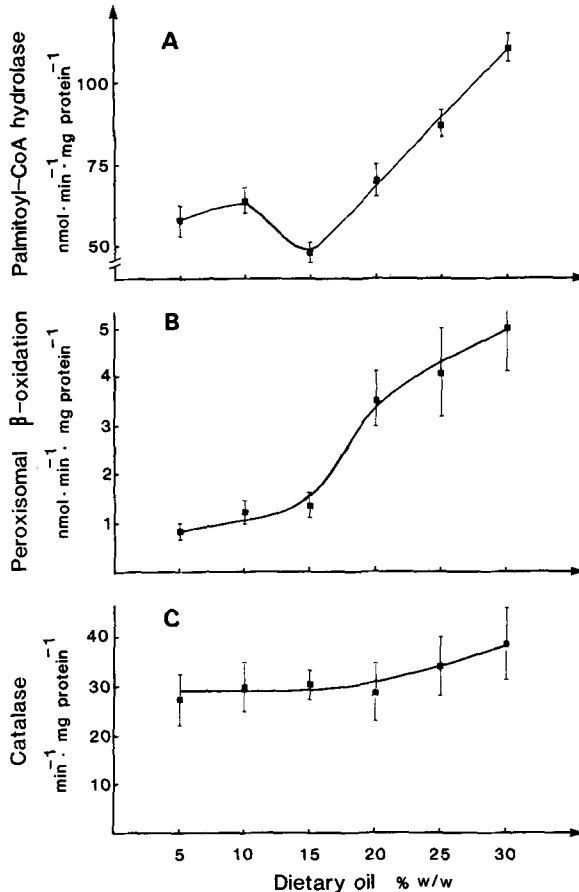 A
Palmitoyl-CoA hydrolase
nmol·min⁻¹·mg protein⁻¹
100
75
50
B
Peroxisomal β-oxidation
nmol·min⁻¹·mg protein⁻¹
5
4
3
2
1
C
Catalase
min⁻¹·mg protein⁻¹
40
30
20
10
5 10 15 20 25 30
Dietary oil % w/w